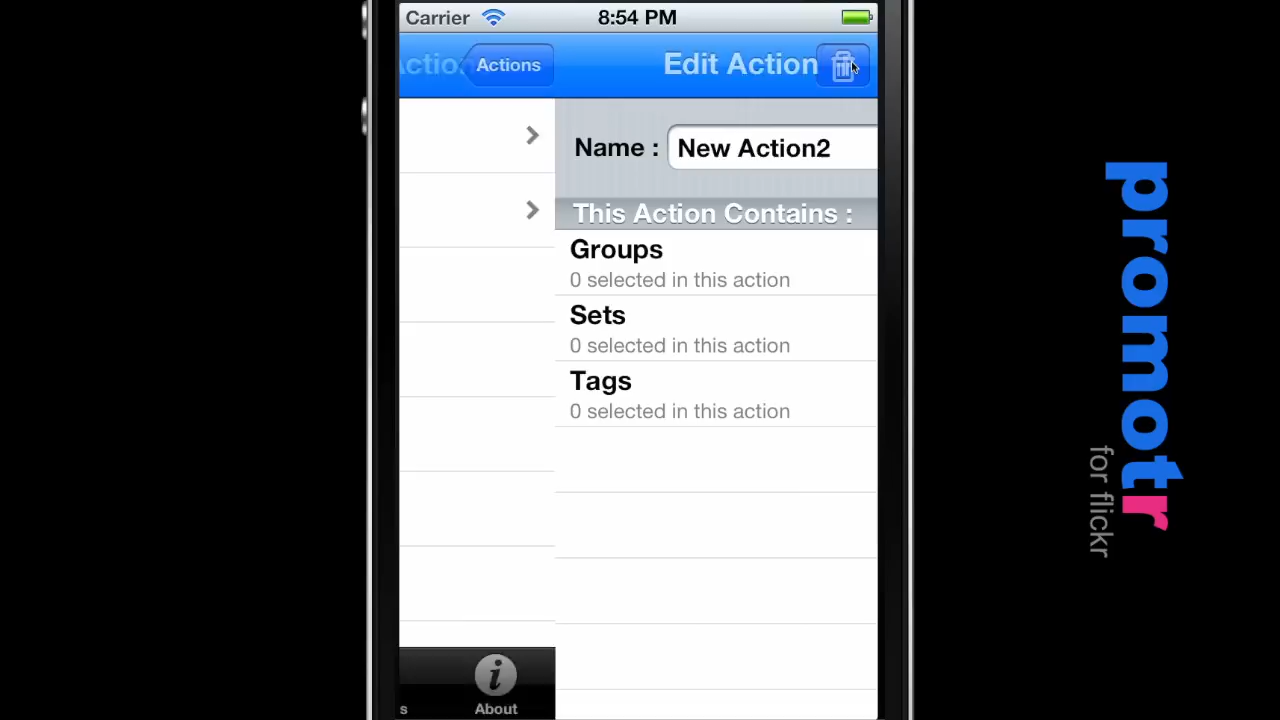 Carrier 8:54 PM
Actio Actions Edit Action
Name : New Action2
This Action Contains :
Groups
0 selected in this action
Sets
0 selected in this action
Tags
0 selected in this action
s About
promotr
for flickr